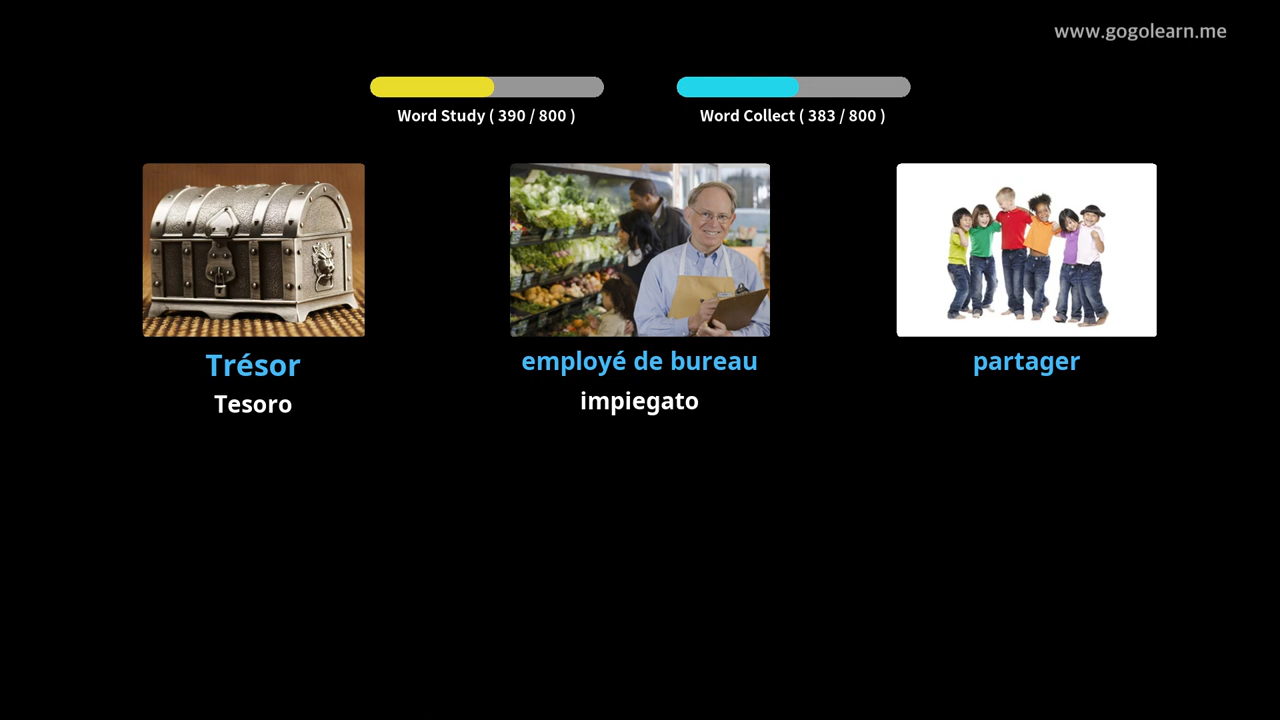 www.gogolearn.me
Word Study ( 390 / 800 )
Word Collect ( 383 / 800 )
Trésor
Tesoro
employé de bureau
impiegato
partager